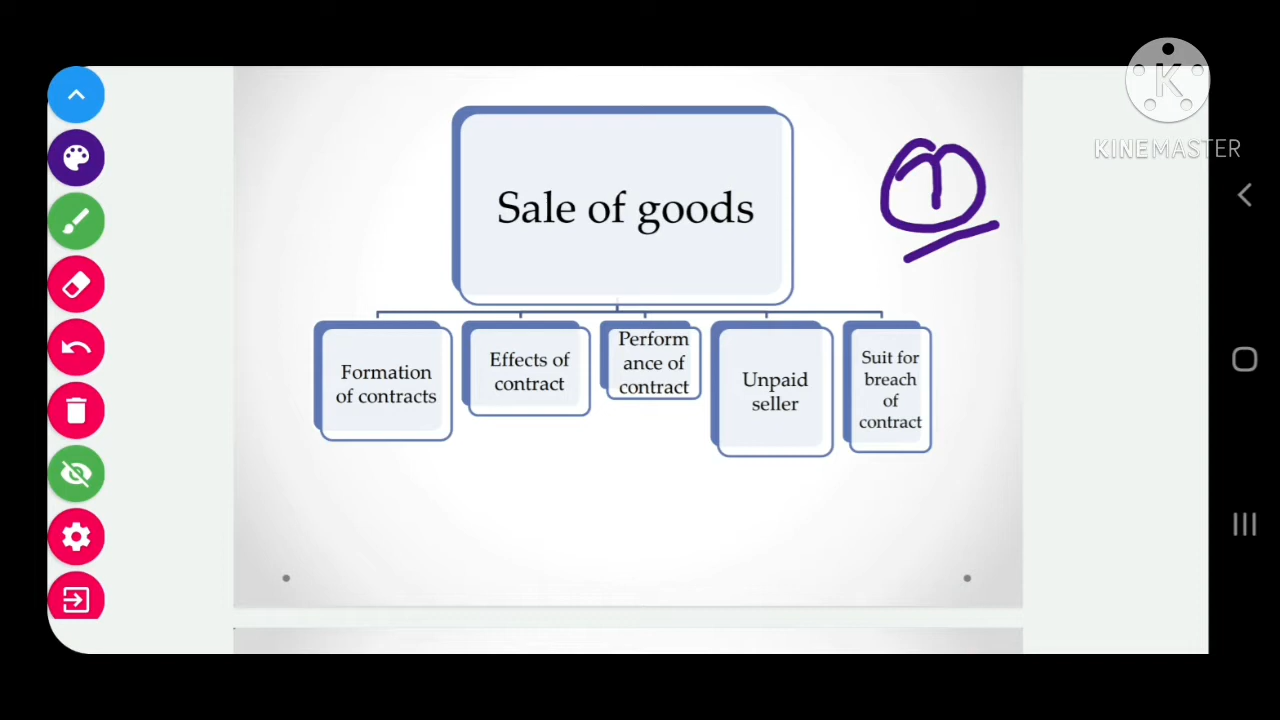 K
KINEMASTER
Sale of goods
Formation
of contracts
Effects of
contract
Perform
ance of
contract
Unpaid
seller
Suit for
breach
of
contract